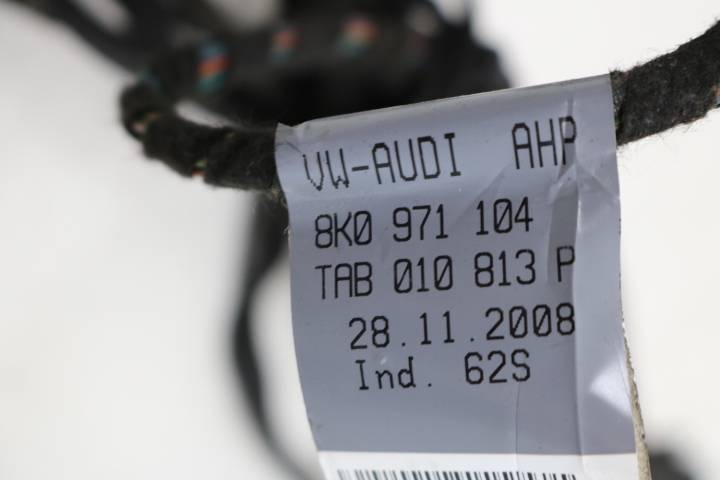 VW-AUDI AHP
8K0 971 104
TAB 010 813 P
28.11.2008
Ind. 62S